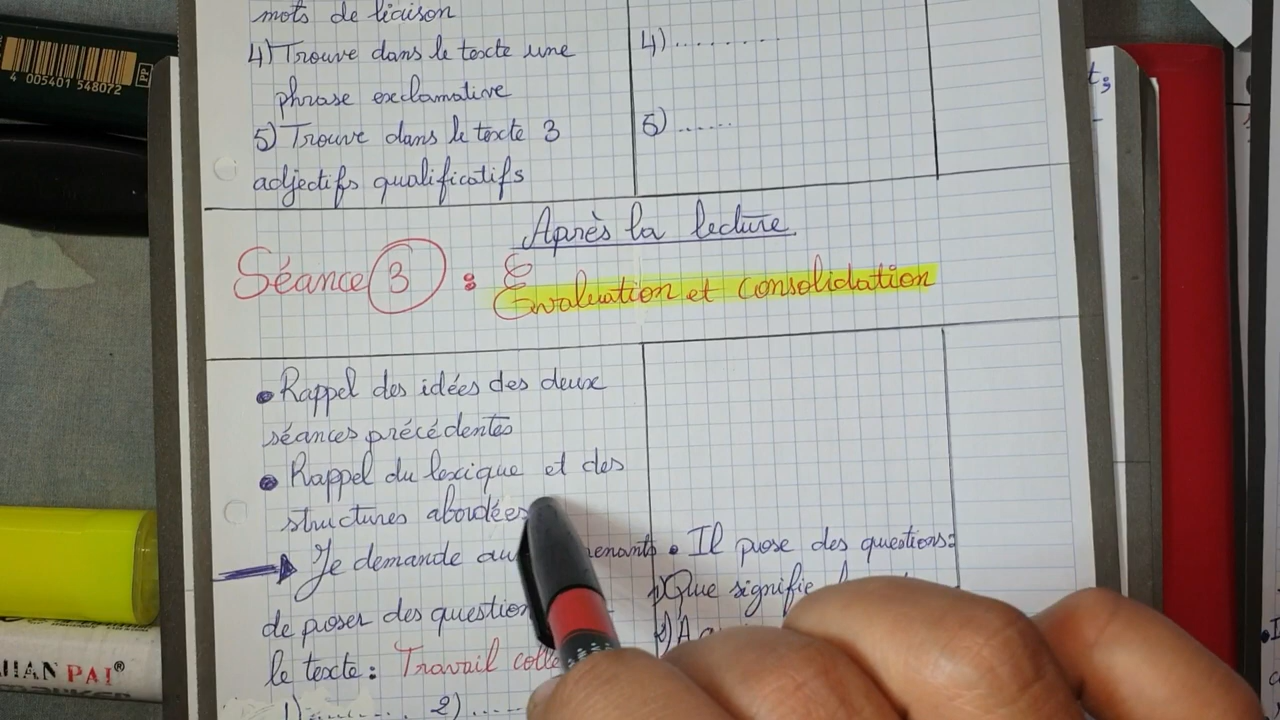 mots de liaison
4) Trouve dans le texte une
phrase exclamative
5) Trouve dans le texte 3
adjectifs qualificatifs
4) ........
5) ......
Après la lecture
Séance 3 : Evaluation et consolidation
• Rappel des idées des deux
séances précédentes
• Rappel du lexique et des
structures abordées
→ Je demande
de poser des question
le texte : Travail
1) ....... 2) .....
• Il pose des questions:
1) Que signifie
2) A
4 005401 548072
PP
PAI®